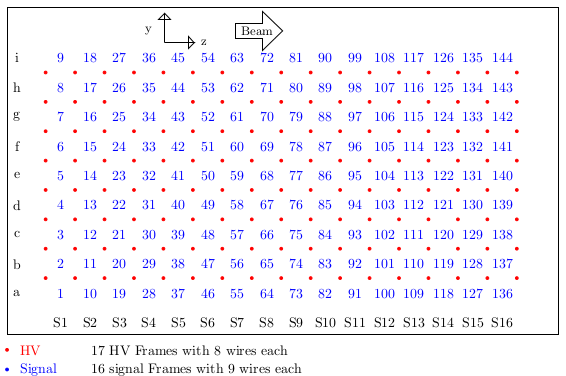 y
z
Beam
i 9 18 27 36 45 54 63 72 81 90 99 108 117 126 135 144
h 8 17 26 35 44 53 62 71 80 89 98 107 116 125 134 143
g 7 16 25 34 43 52 61 70 79 88 97 106 115 124 133 142
f 6 15 24 33 42 51 60 69 78 87 96 105 114 123 132 141
e 5 14 23 32 41 50 59 68 77 86 95 104 113 122 131 140
d 4 13 22 31 40 49 58 67 76 85 94 103 112 121 130 139
c 3 12 21 30 39 48 57 66 75 84 93 102 111 120 129 138
b 2 11 20 29 38 47 56 65 74 83 92 101 110 119 128 137
a 1 10 19 28 37 46 55 64 73 82 91 100 109 118 127 136
S1 S2 S3 S4 S5 S6 S7 S8 S9 S10 S11 S12 S13 S14 S15 S16
HV 17 HV Frames with 8 wires each
Signal 16 signal Frames with 9 wires each